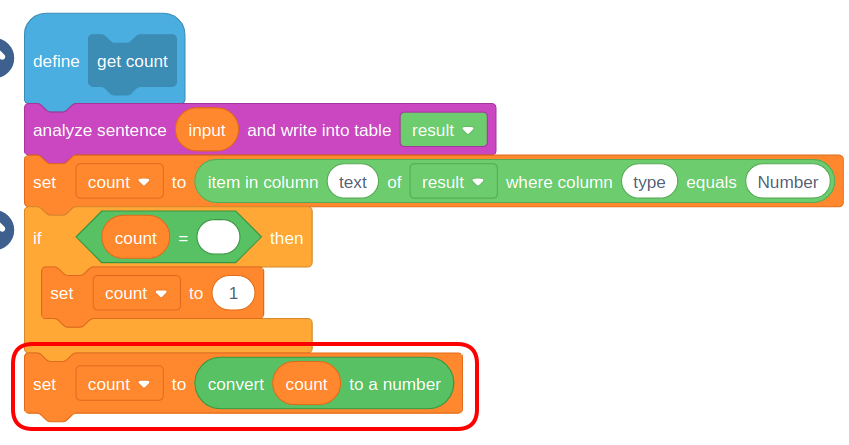 define get count
analyze sentence input and write into table result
set count to item in column text of result where column type equals Number
if count = then
set count to 1
set count to convert count to a number